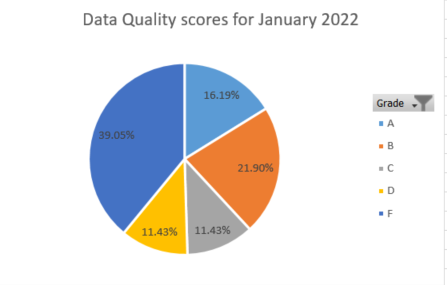 Data Quality scores for January 2022
16.19%
39.05%
21.90%
11.43%
11.43%
Grade
A
B
C
D
F